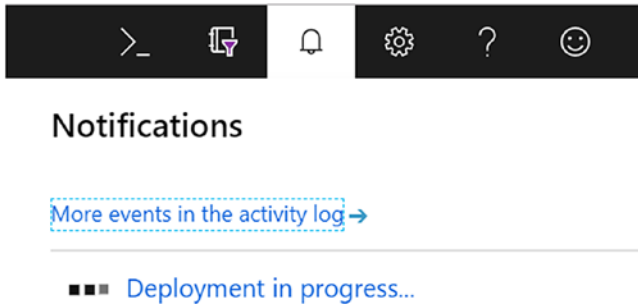 Notifications
More events in the activity log →
Deployment in progress...